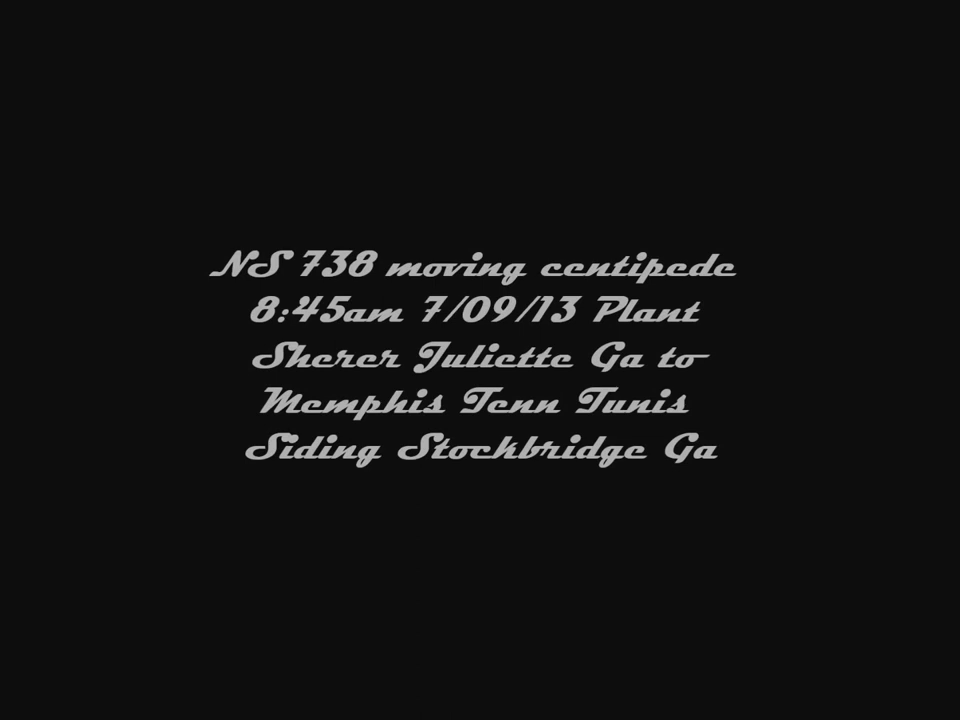 NS 738 moving centipede
8:45am 7/09/13 Plant
Sherer Juliette Ga to
Memphis Tenn Tunis
Siding Stockbridge Ga